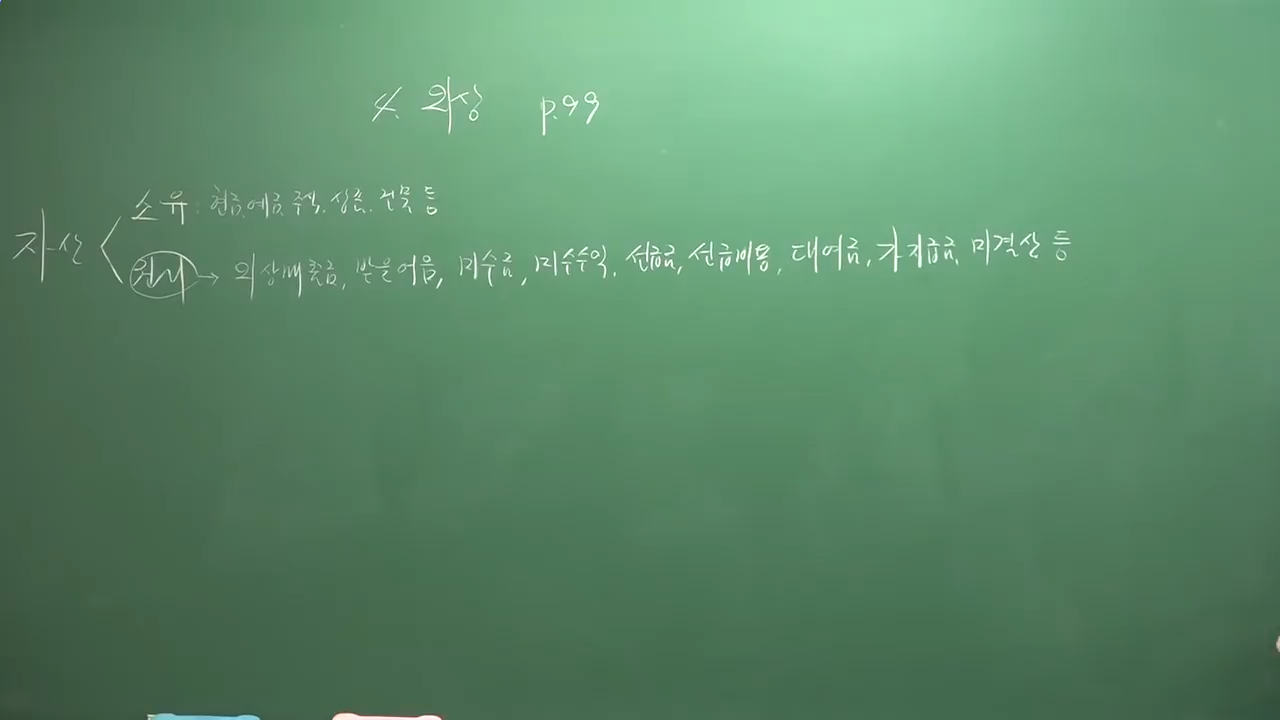 4. 외상 p.99
소유 : 현금, 예금, 주식, 상품, 건물 등
자산 <
권리 → 외상매출금, 받을어음, 미수금, 미수수익, 선급금, 선급비용, 대여금, 가지급금, 미결산 등